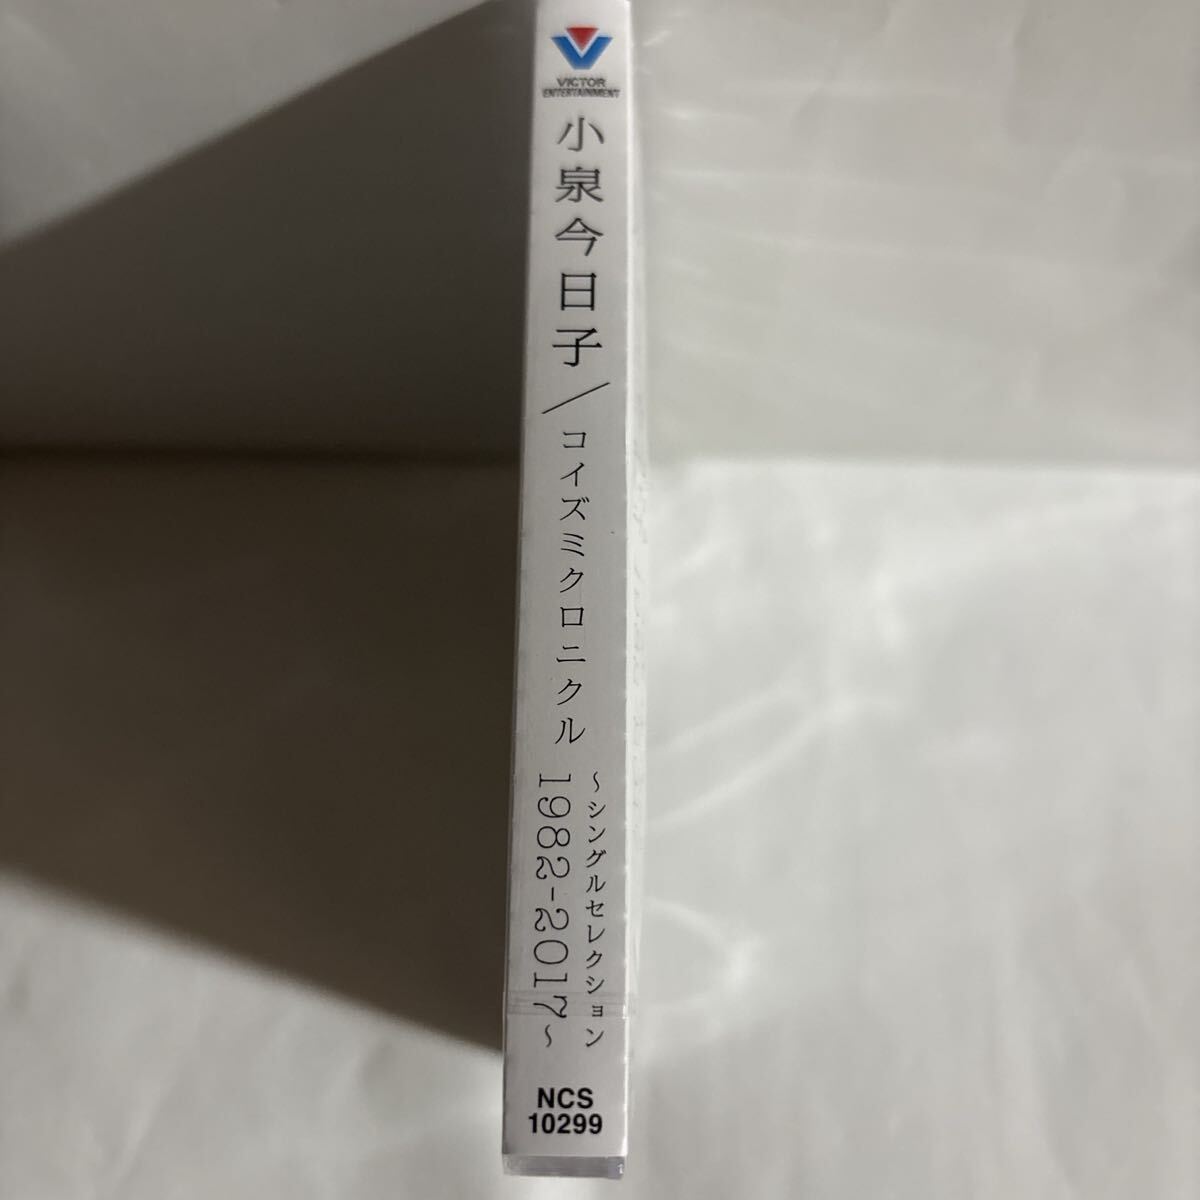 VICTOR
ENTERTAINMENT
小泉今日子／コイズミクロニクル
～シングルセレクション
1982-2017～
NCS
10299